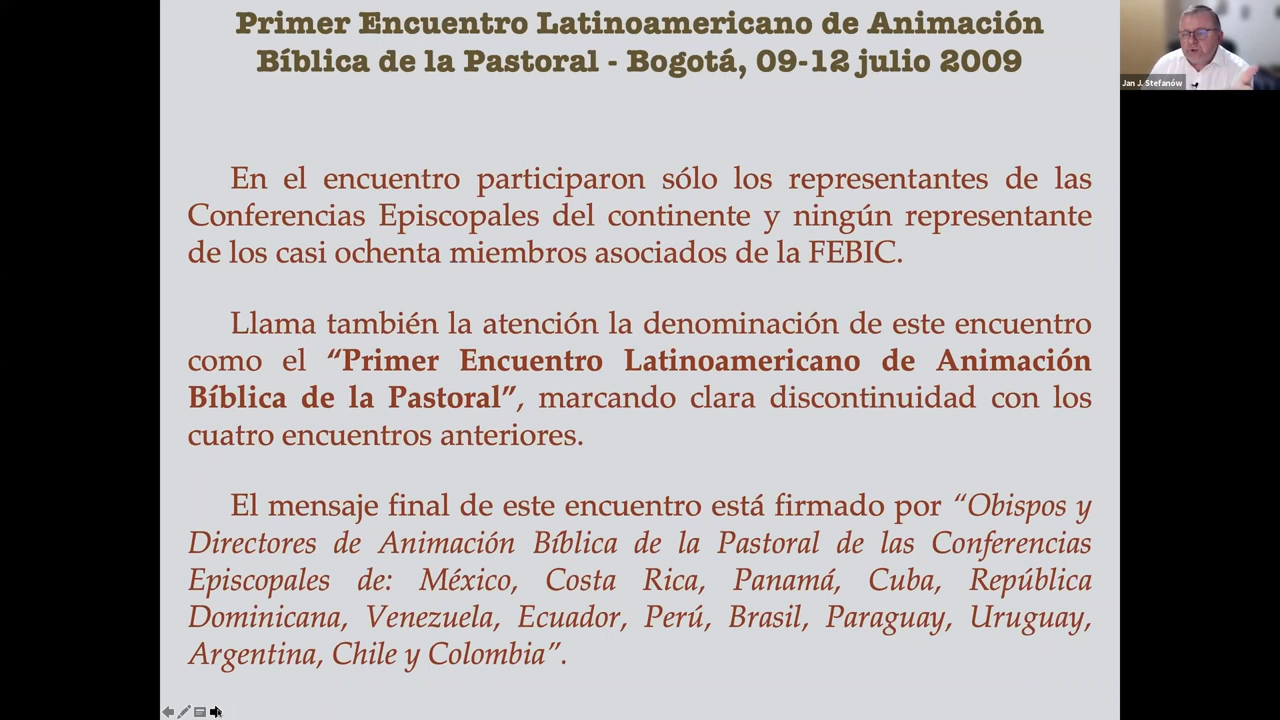 Primer Encuentro Latinoamericano de Animación
Bíblica de la Pastoral - Bogotá, 09-12 julio 2009
Jan J. Stefanów
En el encuentro participaron sólo los representantes de las
Conferencias Episcopales del continente y ningún representante
de los casi ochenta miembros asociados de la FEBIC.
Llama también la atención la denominación de este encuentro
como el “Primer Encuentro Latinoamericano de Animación
Bíblica de la Pastoral”, marcando clara discontinuidad con los
cuatro encuentros anteriores.
El mensaje final de este encuentro está firmado por “Obispos y
Directores de Animación Bíblica de la Pastoral de las Conferencias
Episcopales de: México, Costa Rica, Panamá, Cuba, República
Dominicana, Venezuela, Ecuador, Perú, Brasil, Paraguay, Uruguay,
Argentina, Chile y Colombia”.